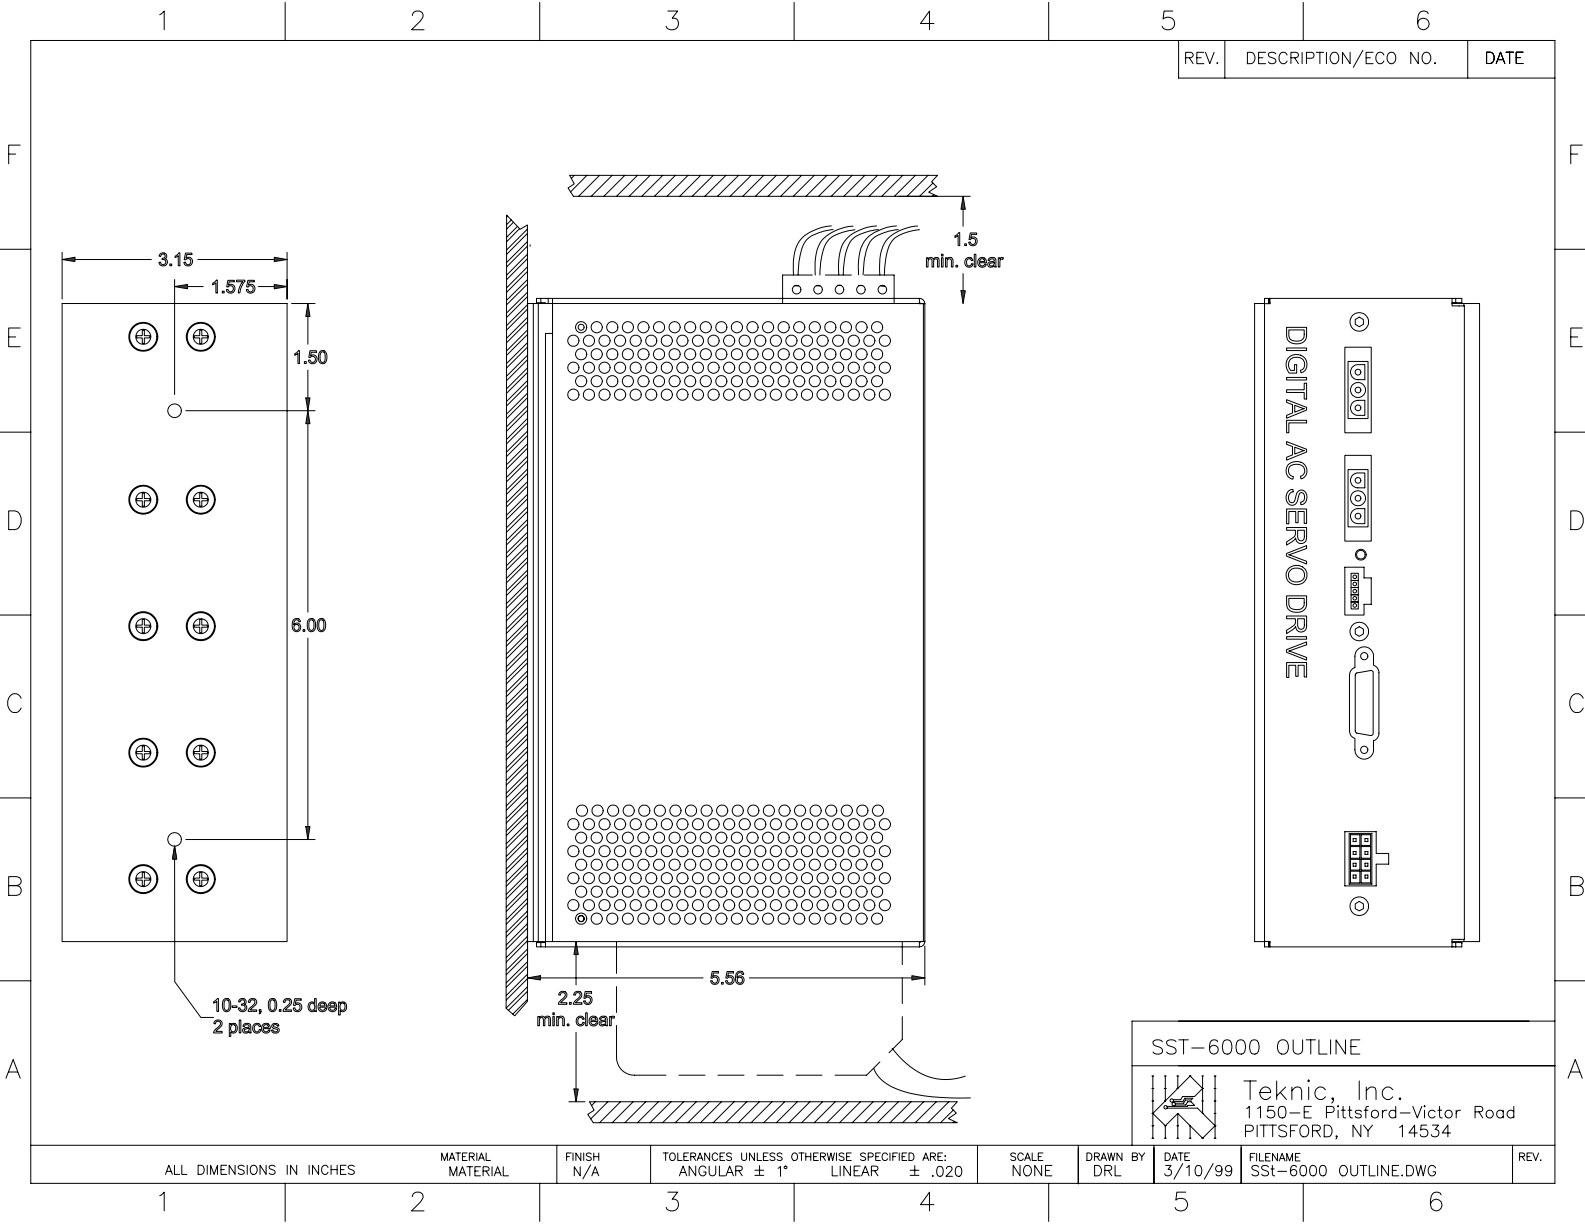 1 2 3 4 5 6
REV. DESCRIPTION/ECO NO. DATE
F F
E E
D D
C C
B B
A A
3.15
1.575
1.50
6.00
10-32, 0.25 deep
2 places
1.5
min. clear
5.56
2.25
min. clear
DIGITAL AC SERVO DRIVE
SST-6000 OUTLINE
Teknic, Inc.
1150-E Pittsford-Victor Road
PITTSFORD, NY 14534
ALL DIMENSIONS IN INCHES
MATERIAL
MATERIAL
FINISH
N/A
TOLERANCES UNLESS OTHERWISE SPECIFIED ARE:
ANGULAR ± 1° LINEAR ± .020
SCALE
NONE
DRAWN BY
DRL
DATE
3/10/99
FILENAME
SSt-6000 OUTLINE.DWG
REV.
1 2 3 4 5 6